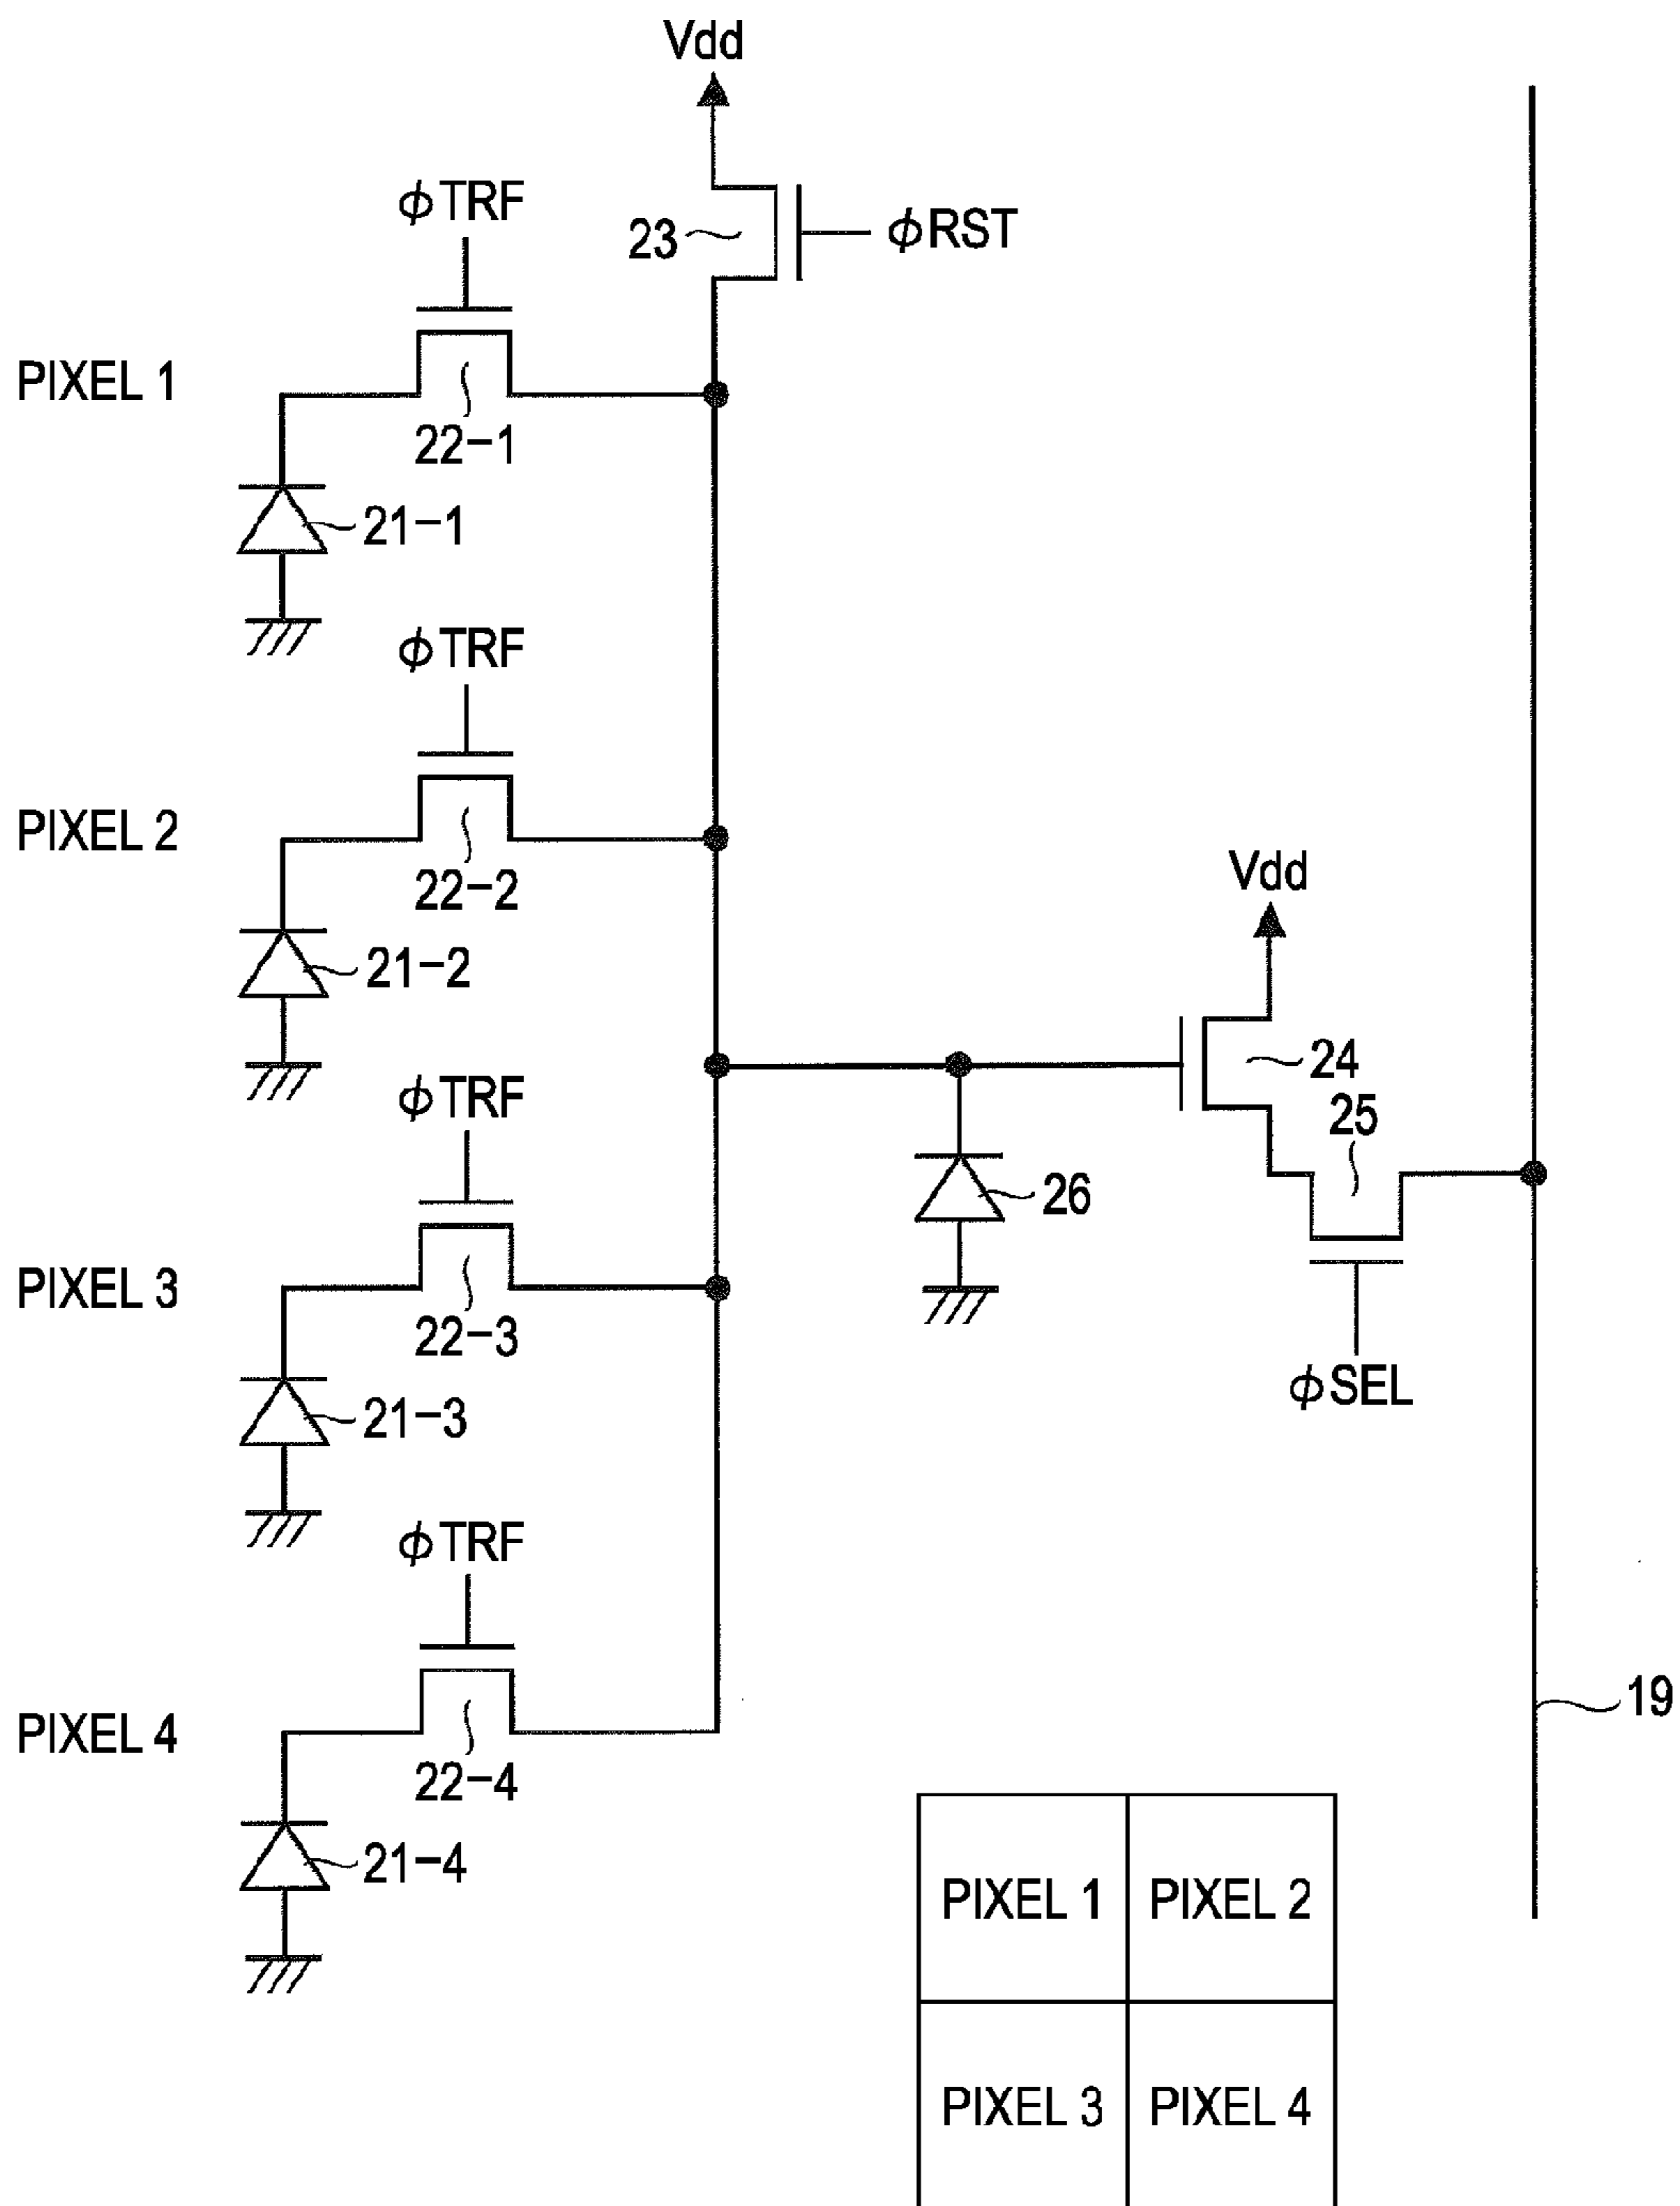 Vdd
φTRF
23
φRST
PIXEL 1
22-1
21-1
φTRF
PIXEL 2
22-2
21-2
Vdd
24
25
φTRF
26
PIXEL 3
22-3
φSEL
21-3
φTRF
19
PIXEL 4
22-4
21-4
PIXEL 1 PIXEL 2
PIXEL 3 PIXEL 4